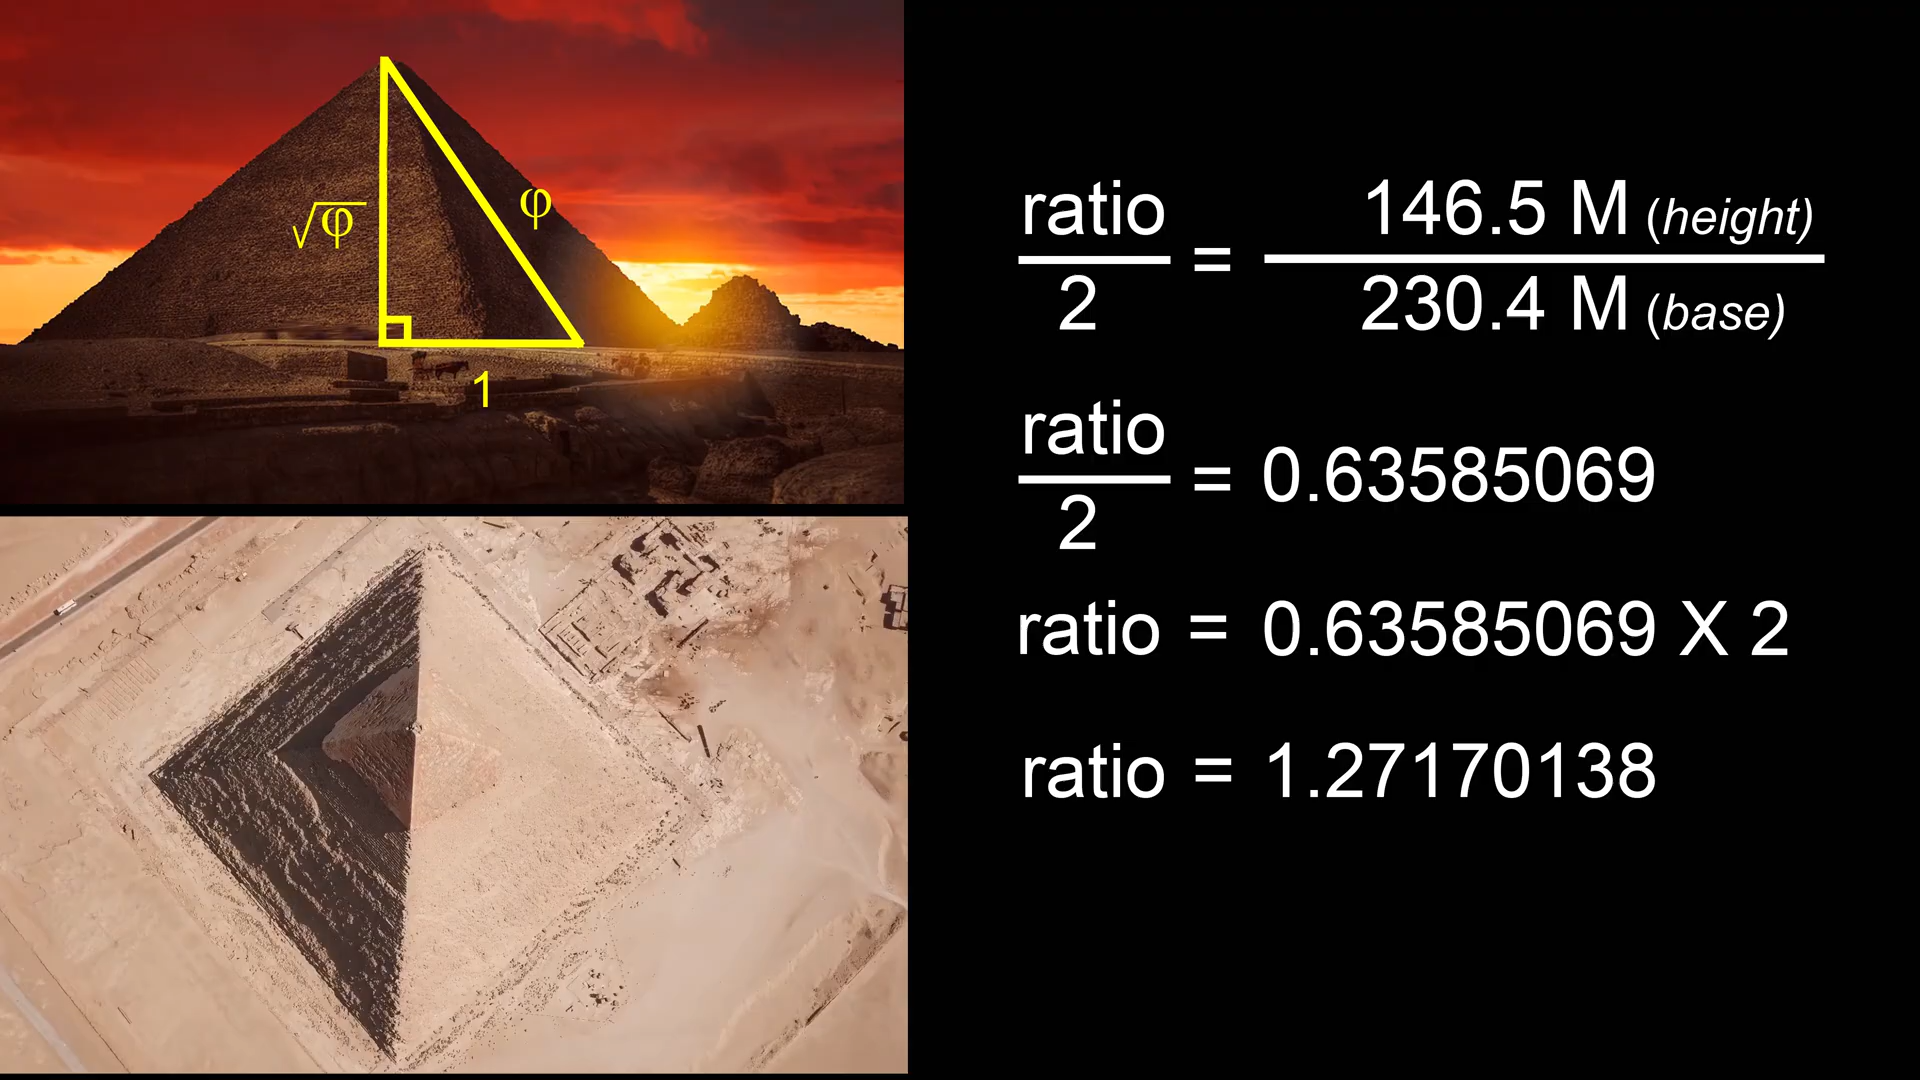 √φ
φ
1
ratio
2
=
146.5 M (height)
230.4 M (base)
ratio
2
= 0.63585069
ratio = 0.63585069 X 2
ratio = 1.27170138